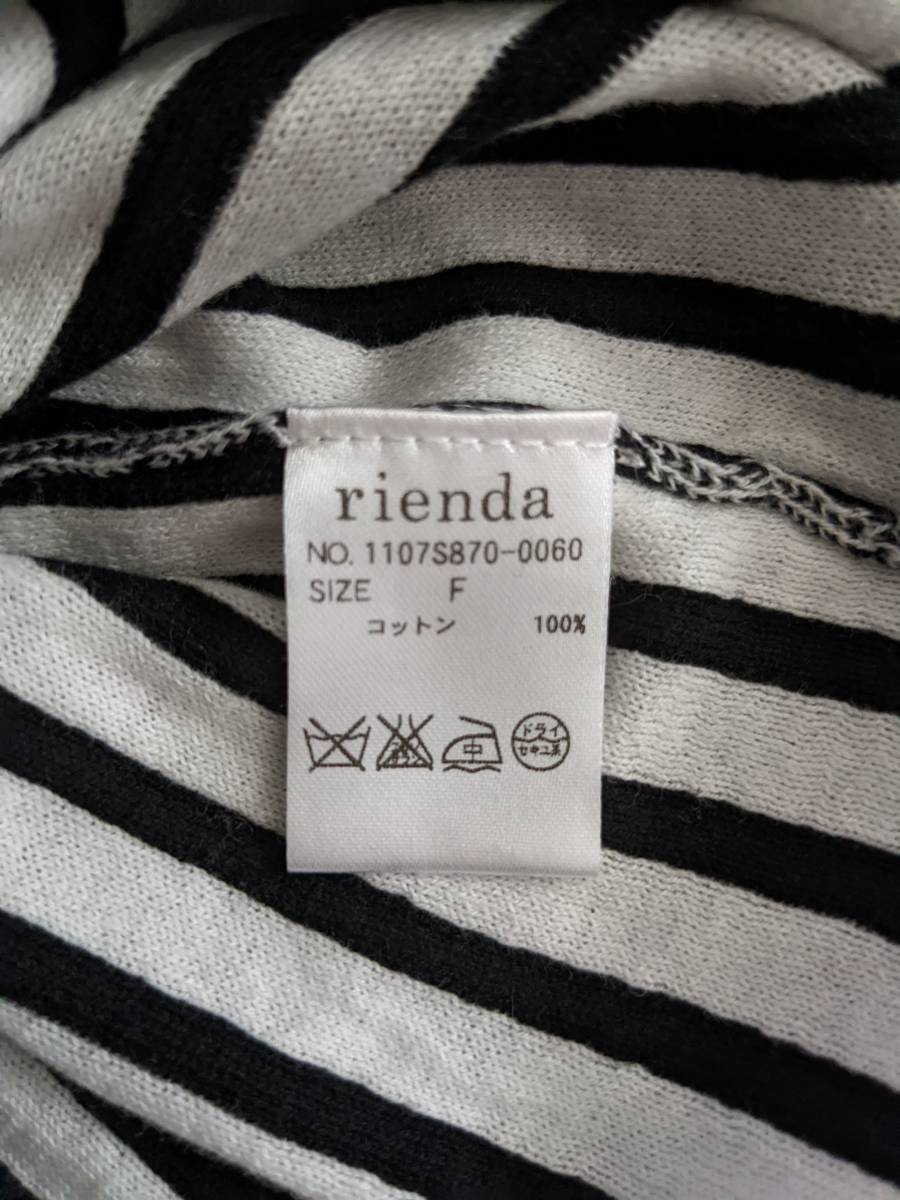 rienda
NO. 1107S870-0060
SIZE F
コットン 100%
中
ドライ
セキユ系